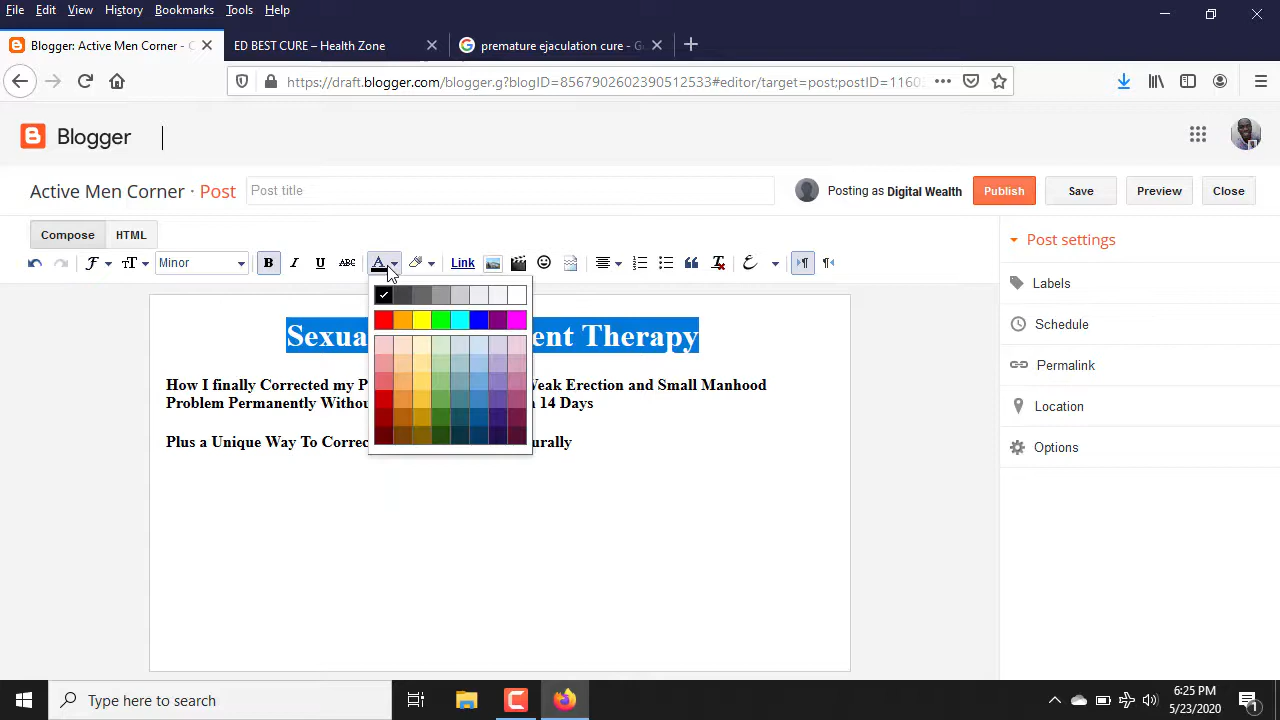 File Edit View History Bookmarks Tools Help
Blogger: Active Men Corner - C
ED BEST CURE – Health Zone
premature ejaculation cure - G
https://draft.blogger.com/blogger.g?blogID=8567902602390512533#editor/target=post;postID=1160
Blogger
Active Men Corner · Post
Post title
Posting as Digital Wealth
Publish
Save
Preview
Close
Compose
HTML
Minor
B I U ABC A Link
Post settings
Labels
Schedule
Permalink
Location
Options
Sexua ent Therapy
How I finally Corrected my P Weak Erection and Small Manhood
Problem Permanently Withou 14 Days
Plus a Unique Way To Correc urally
Type here to search
6:25 PM
5/23/2020
1